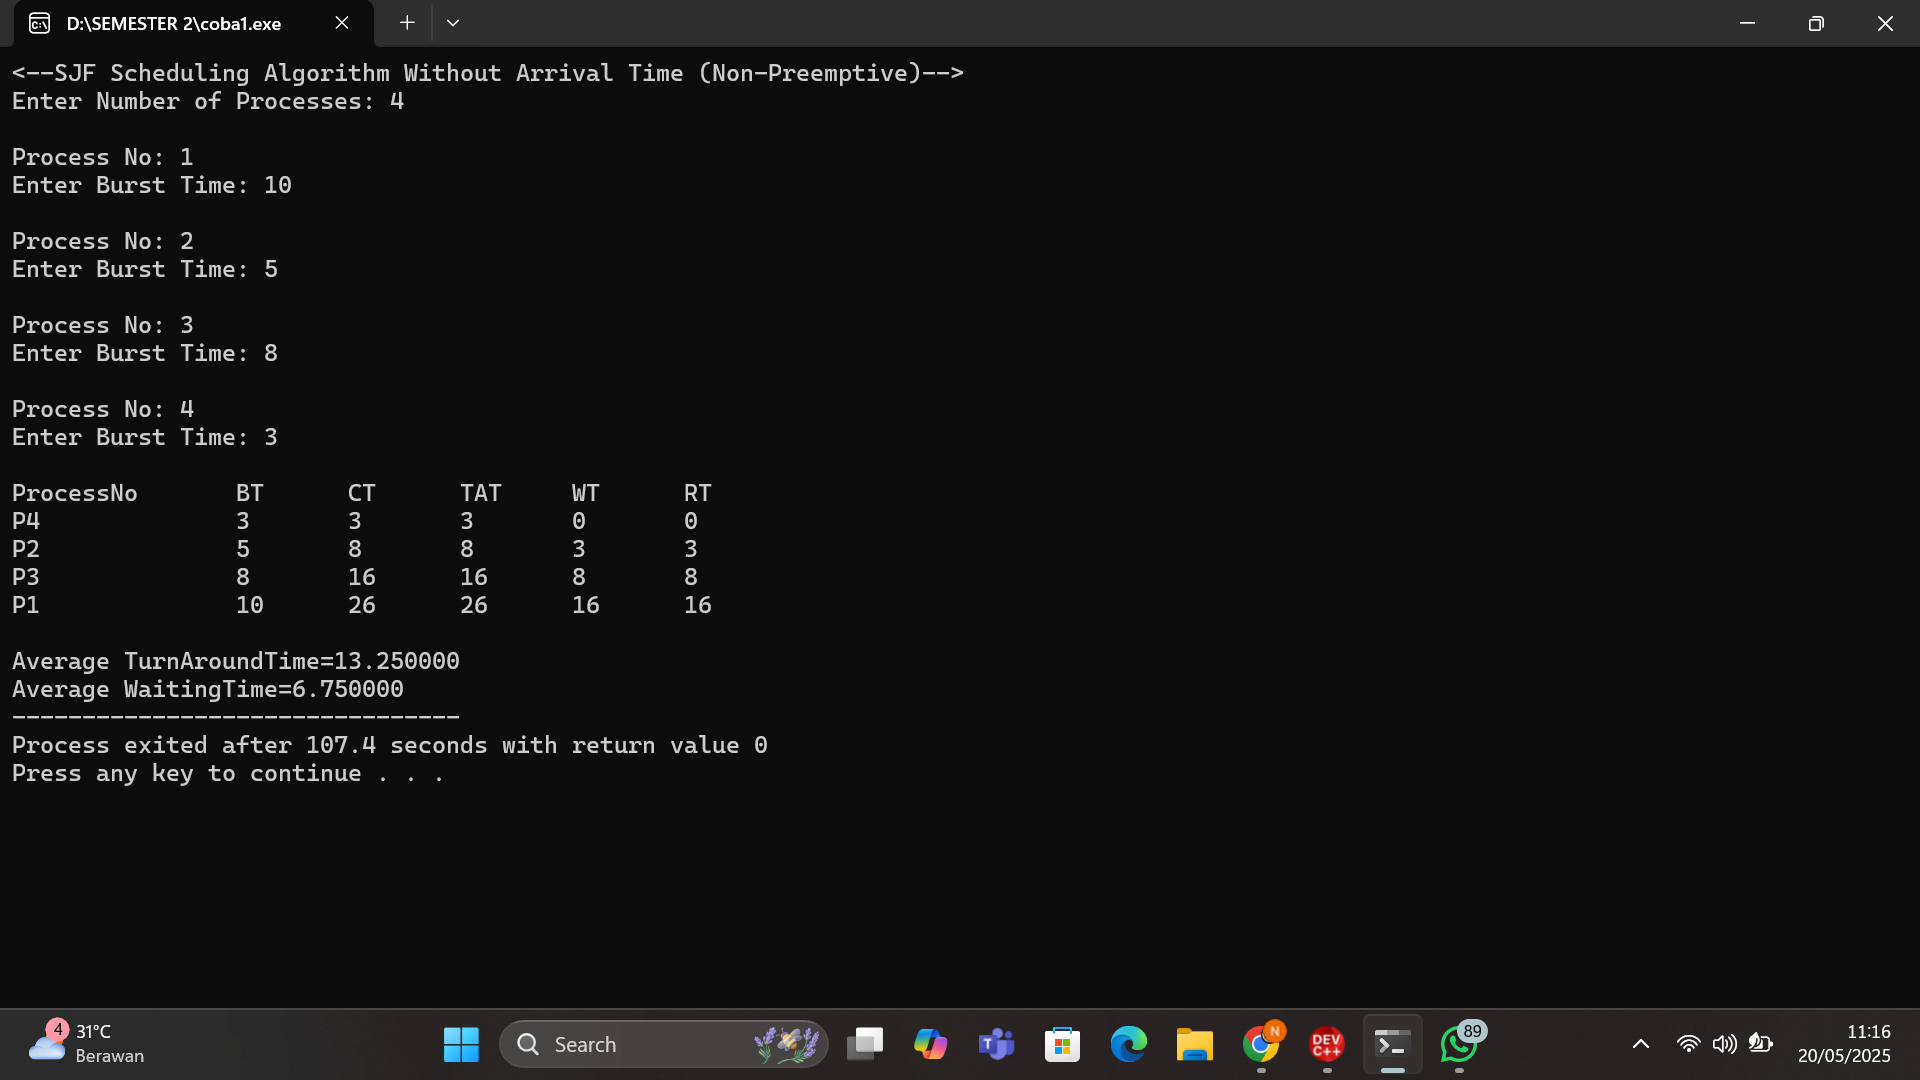 D:\SEMESTER 2\coba1.exe
<--SJF Scheduling Algorithm Without Arrival Time (Non-Preemptive)-->
Enter Number of Processes: 4
Process No: 1
Enter Burst Time: 10
Process No: 2
Enter Burst Time: 5
Process No: 3
Enter Burst Time: 8
Process No: 4
Enter Burst Time: 3
ProcessNo BT CT TAT WT RT
P4 3 3 3 0 0
P2 5 8 8 3 3
P3 8 16 16 8 8
P1 10 26 26 16 16
Average TurnAroundTime=13.250000
Average WaitingTime=6.750000
--------------------------------
Process exited after 107.4 seconds with return value 0
Press any key to continue . . .
4 31°C
Berawan
Search
T
N
DEV C++
89
11:16
20/05/2025